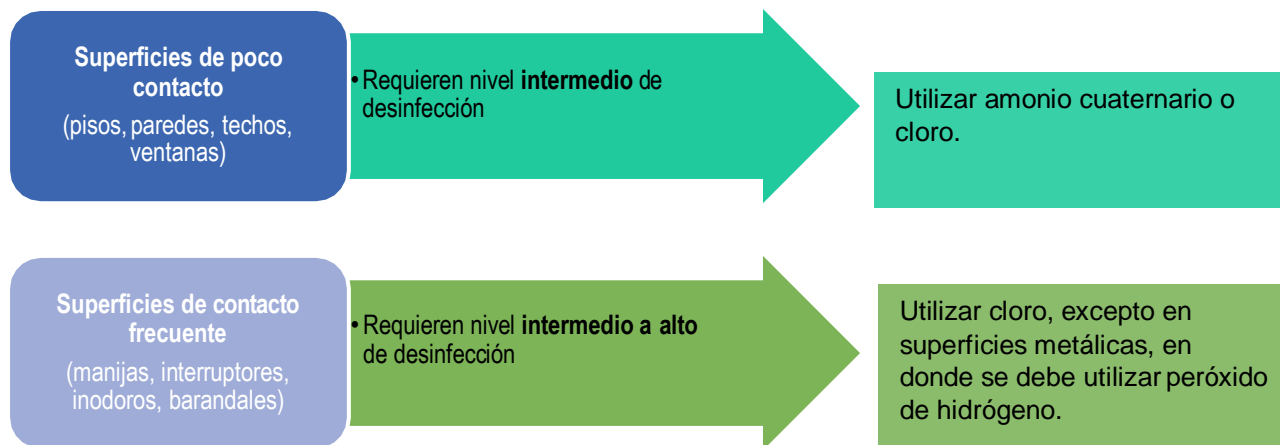 Superficies de poco
contacto
(pisos, paredes, techos,
ventanas)
• Requieren nivel intermedio de
desinfección
Utilizar amonio cuaternario o
cloro.
Superficies de contacto
frecuente
(manijas, interruptores,
inodoros, barandales)
• Requieren nivel intermedio a alto
de desinfección
Utilizar cloro, excepto en
superficies metálicas, en
donde se debe utilizar peróxido
de hidrógeno.